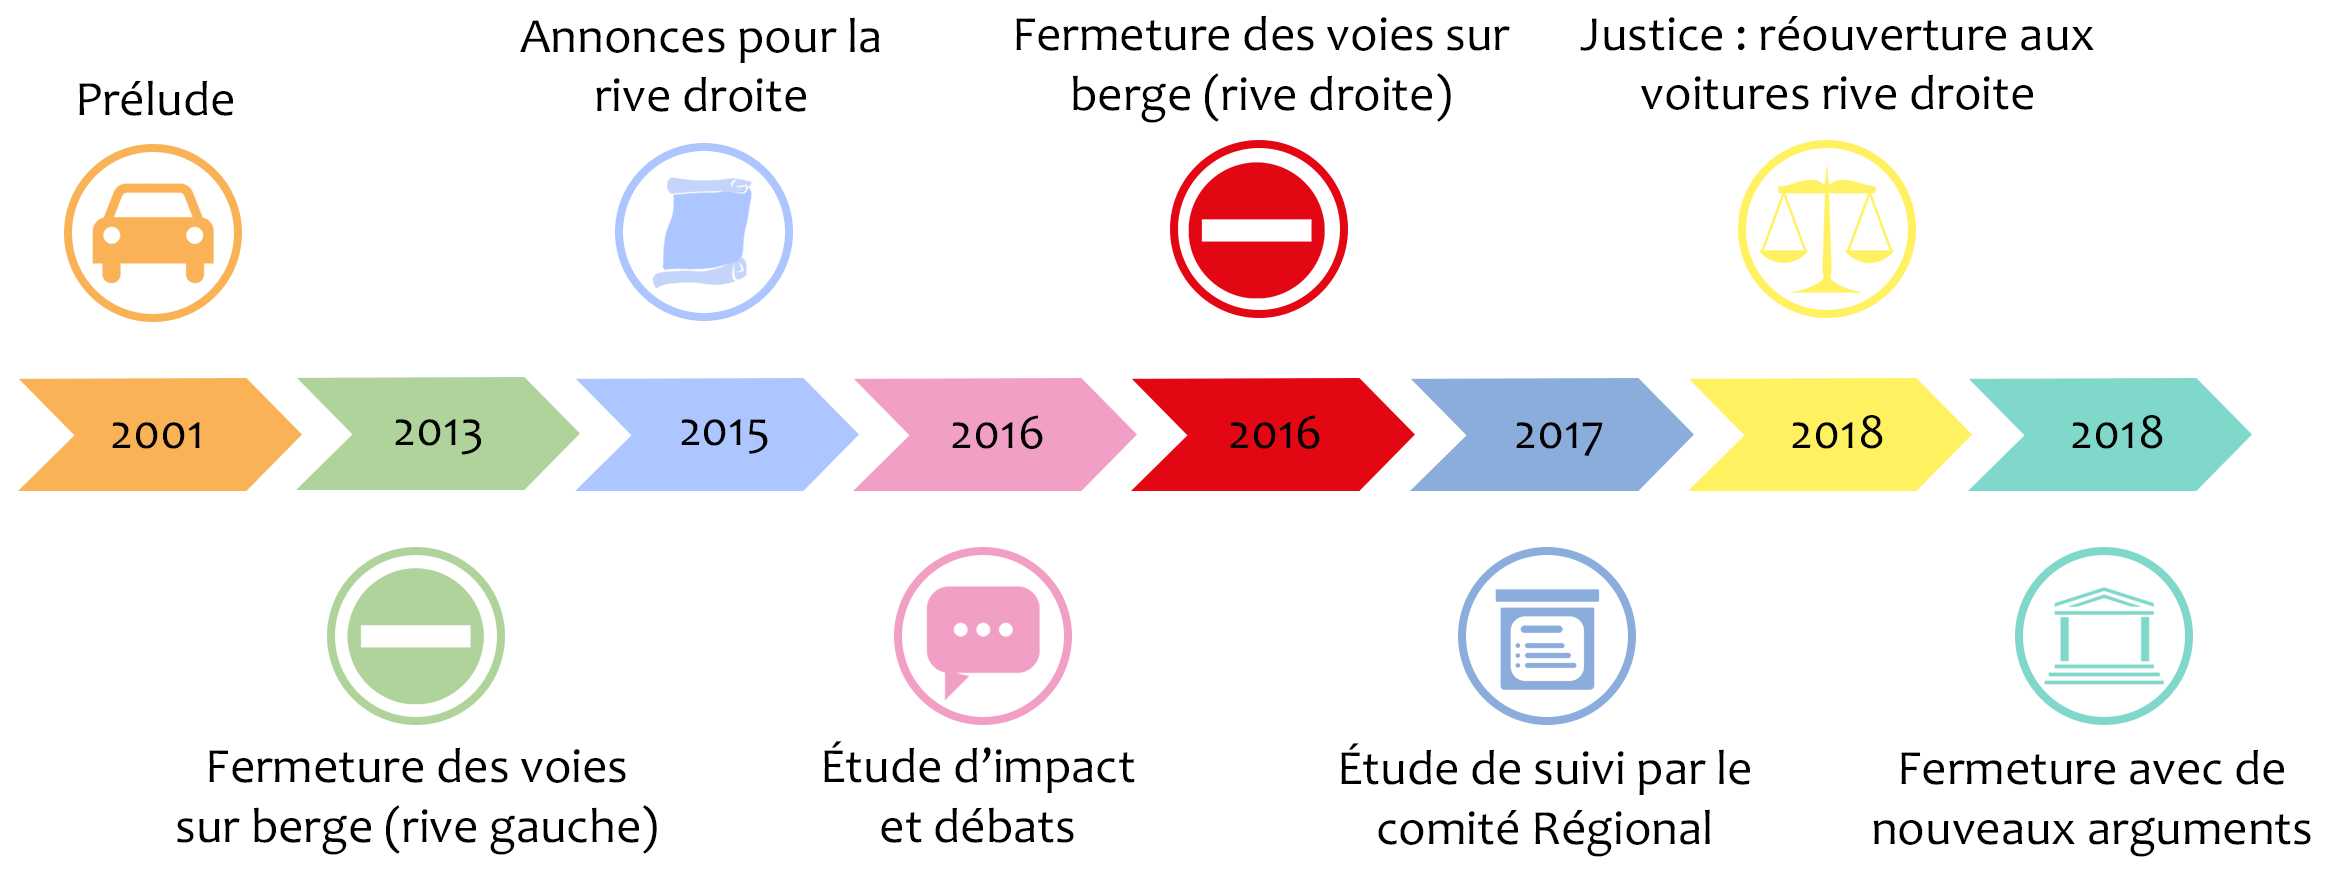 Prélude
Annonces pour la
rive droite
Fermeture des voies sur
berge (rive droite)
Justice : réouverture aux
voitures rive droite
2001
2013
2015
2016
2016
2017
2018
2018
Fermeture des voies
sur berge (rive gauche)
Étude d’impact
et débats
Étude de suivi par le
comité Régional
Fermeture avec de
nouveaux arguments